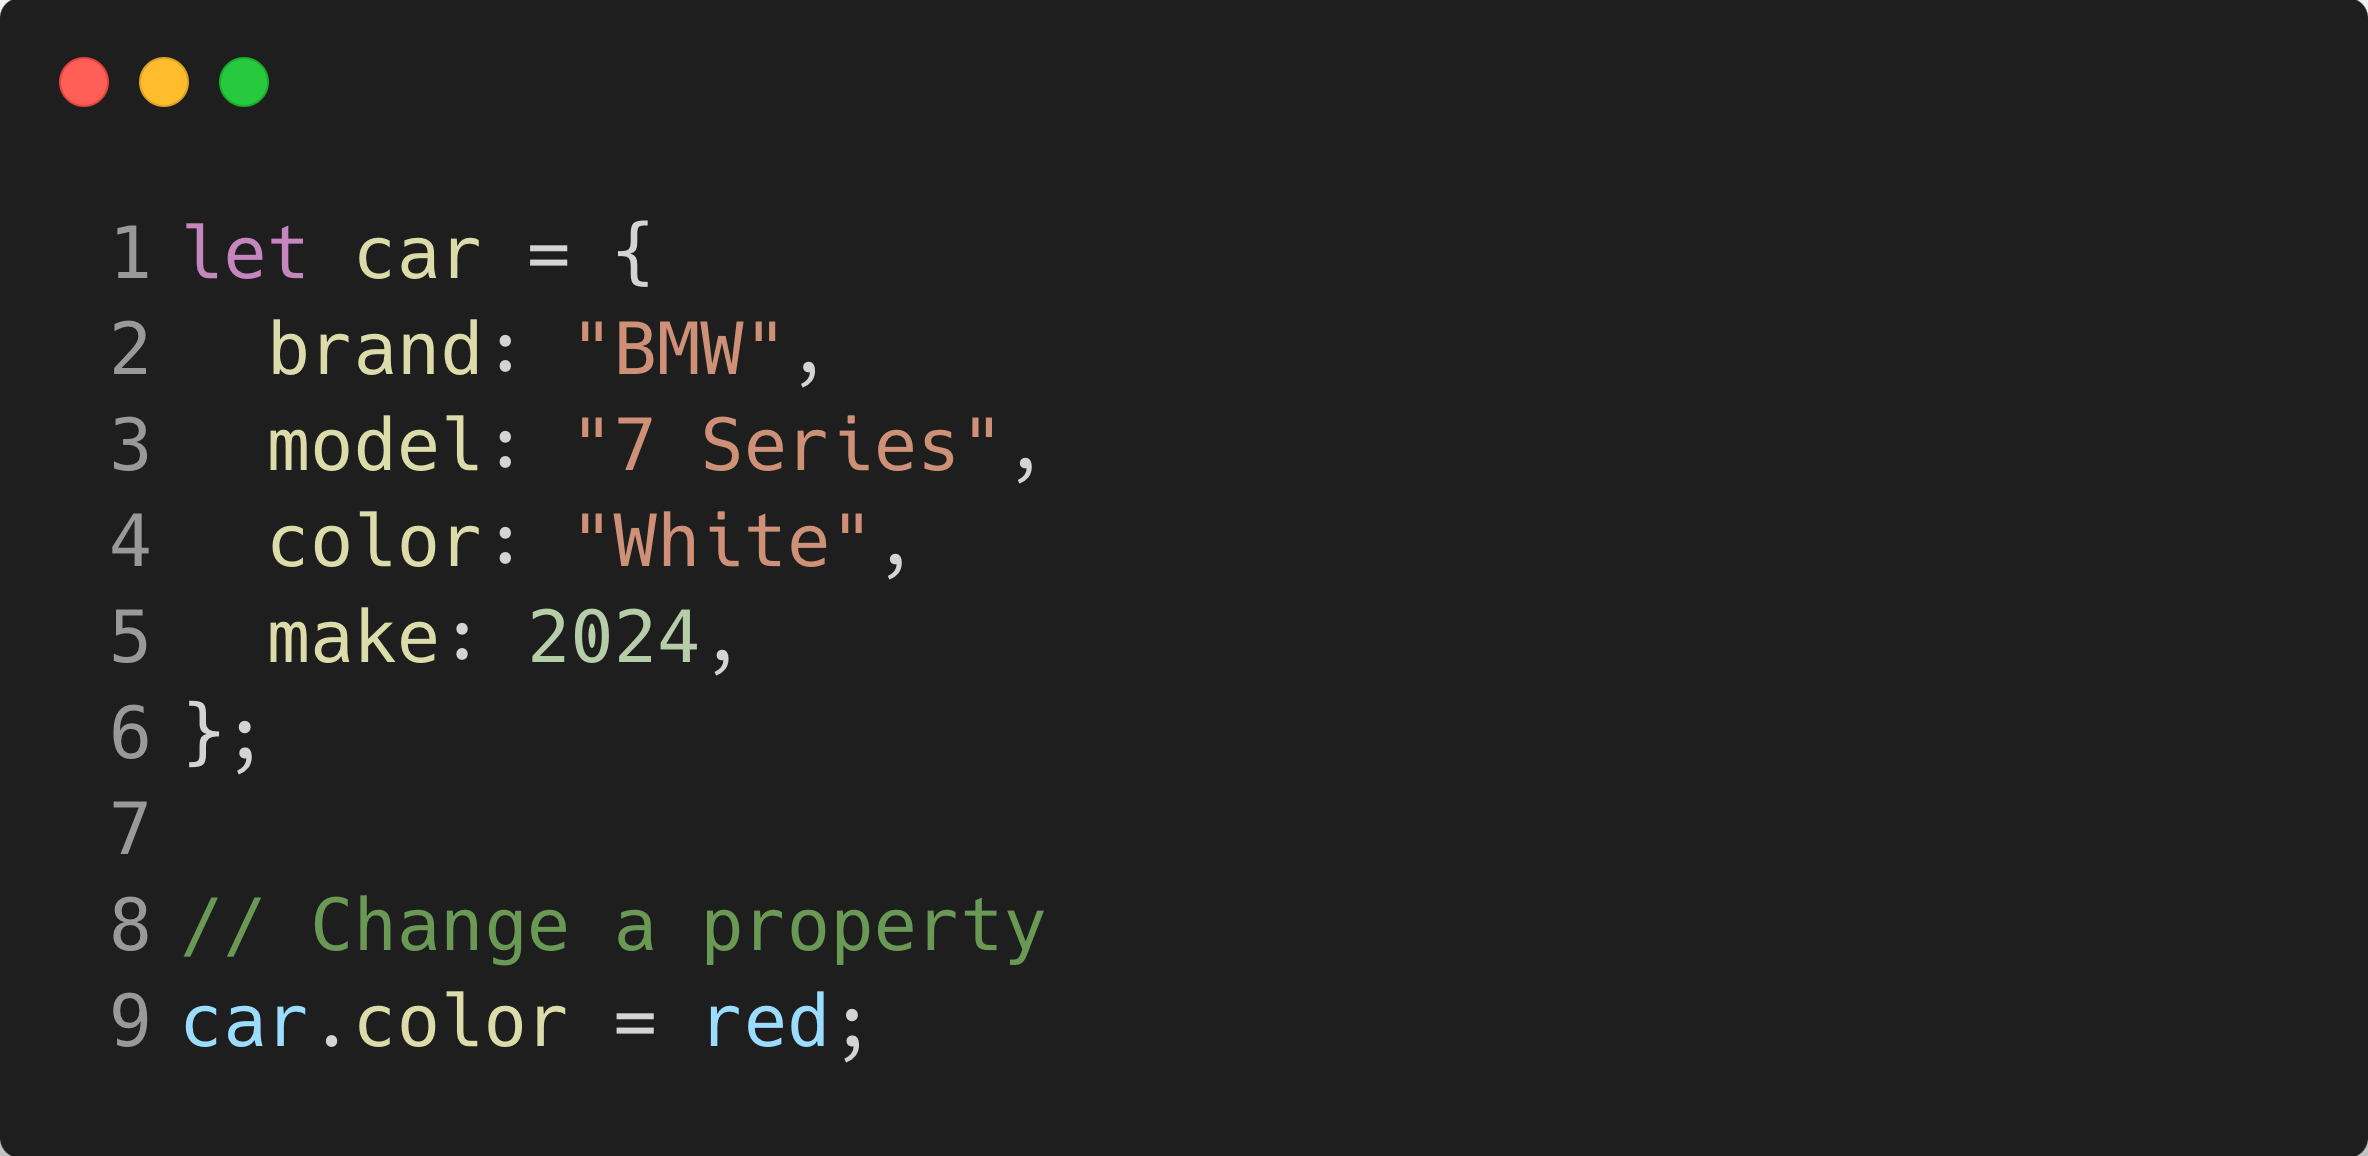 1 let car = {
2   brand: "BMW",
3   model: "7 Series",
4   color: "White",
5   make: 2024,
6 };
7
8 // Change a property
9 car.color = red;